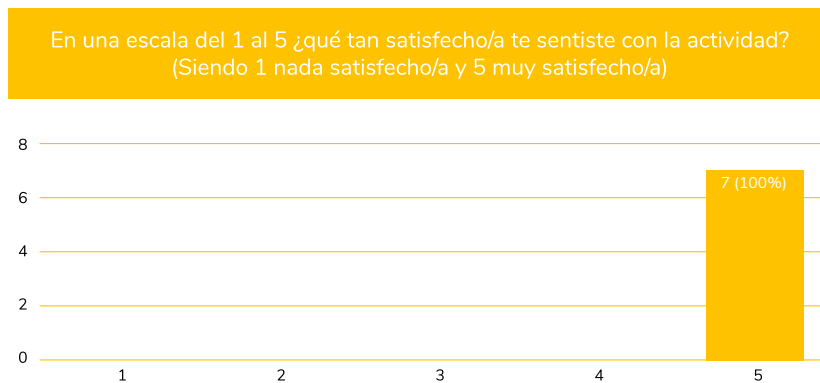 En una escala del 1 al 5 ¿qué tan satisfecho/a te sentiste con la actividad?
(Siendo 1 nada satisfecho/a y 5 muy satisfecho/a)
8
7 (100%)
6
4
2
0
1 2 3 4 5